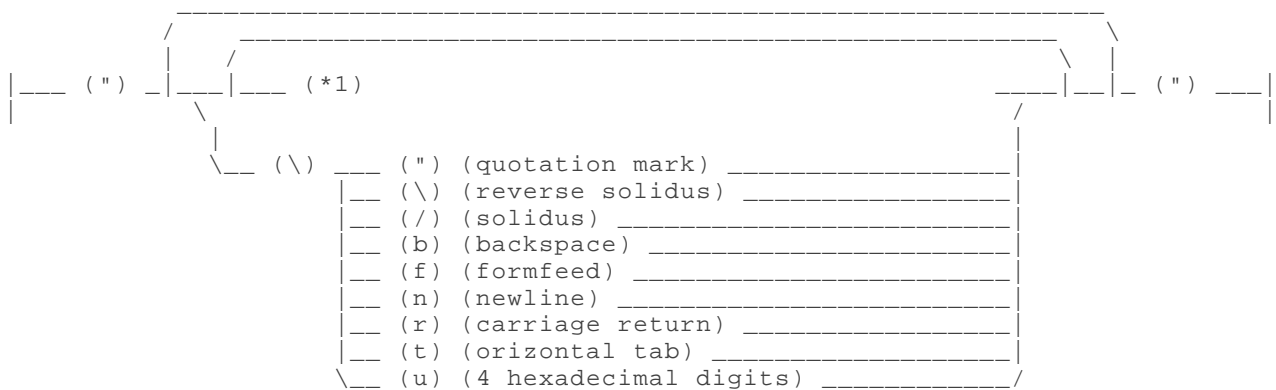 (") (*1) (")
(\) (") (quotation mark)
(\) (reverse solidus)
(/) (solidus)
(b) (backspace)
(f) (formfeed)
(n) (newline)
(r) (carriage return)
(t) (orizontal tab)
(u) (4 hexadecimal digits)